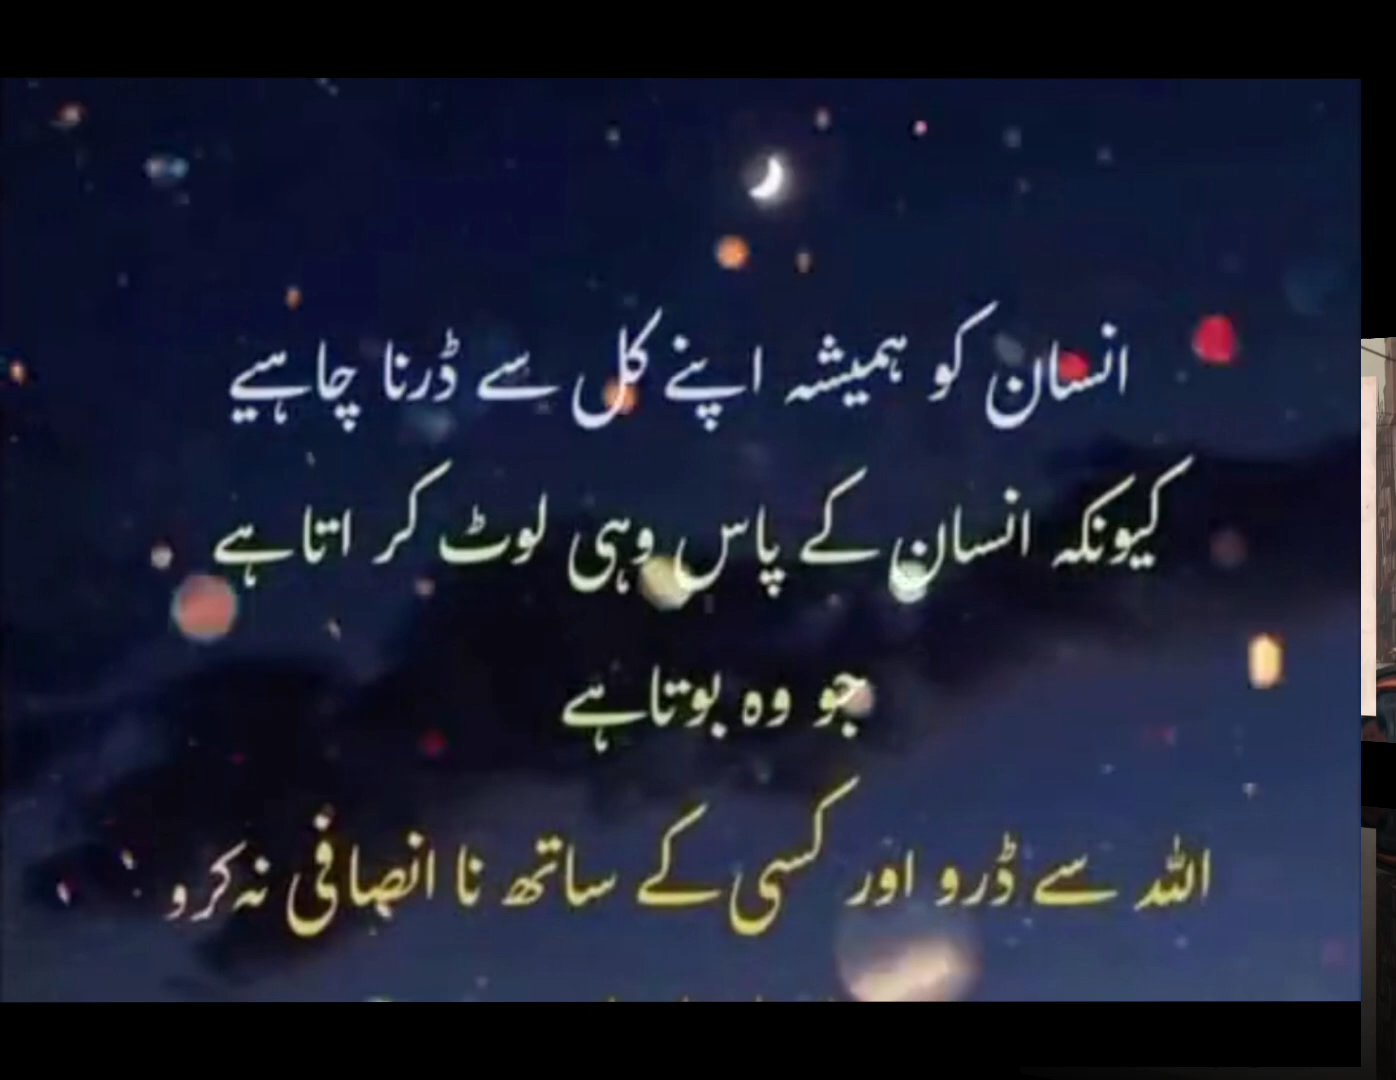 انسان کو ہمیشہ اپنے کل سے ڈرنا چاہیے
کیونکہ انسان کے پاس وہی لوٹ کر اتا ہے
جو وہ بوتا ہے
اللہ سے ڈرو اور کسی کے ساتھ نا انصافی نہ کرو